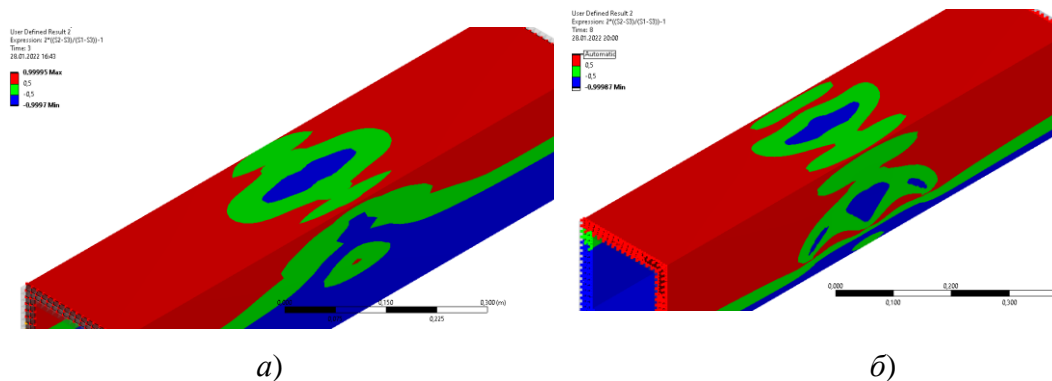 User Defined Result 2
Expression: 2*((S2-S3)/(S1-S3))-1
Time: 3
28.01.2022 16:43
0,99995 Max
0,5
-0,5
-0,9997 Min
0,150
0,300 (m)
0,225
а)
User Defined Result 2
Expression: 2*((S2-S3)/(S1-S3))-1
Time: 8
28.01.2022 20:00
Automatic
0,5
-0,5
-0,99987 Min
0,000
0,200
0,100
0,300
б)